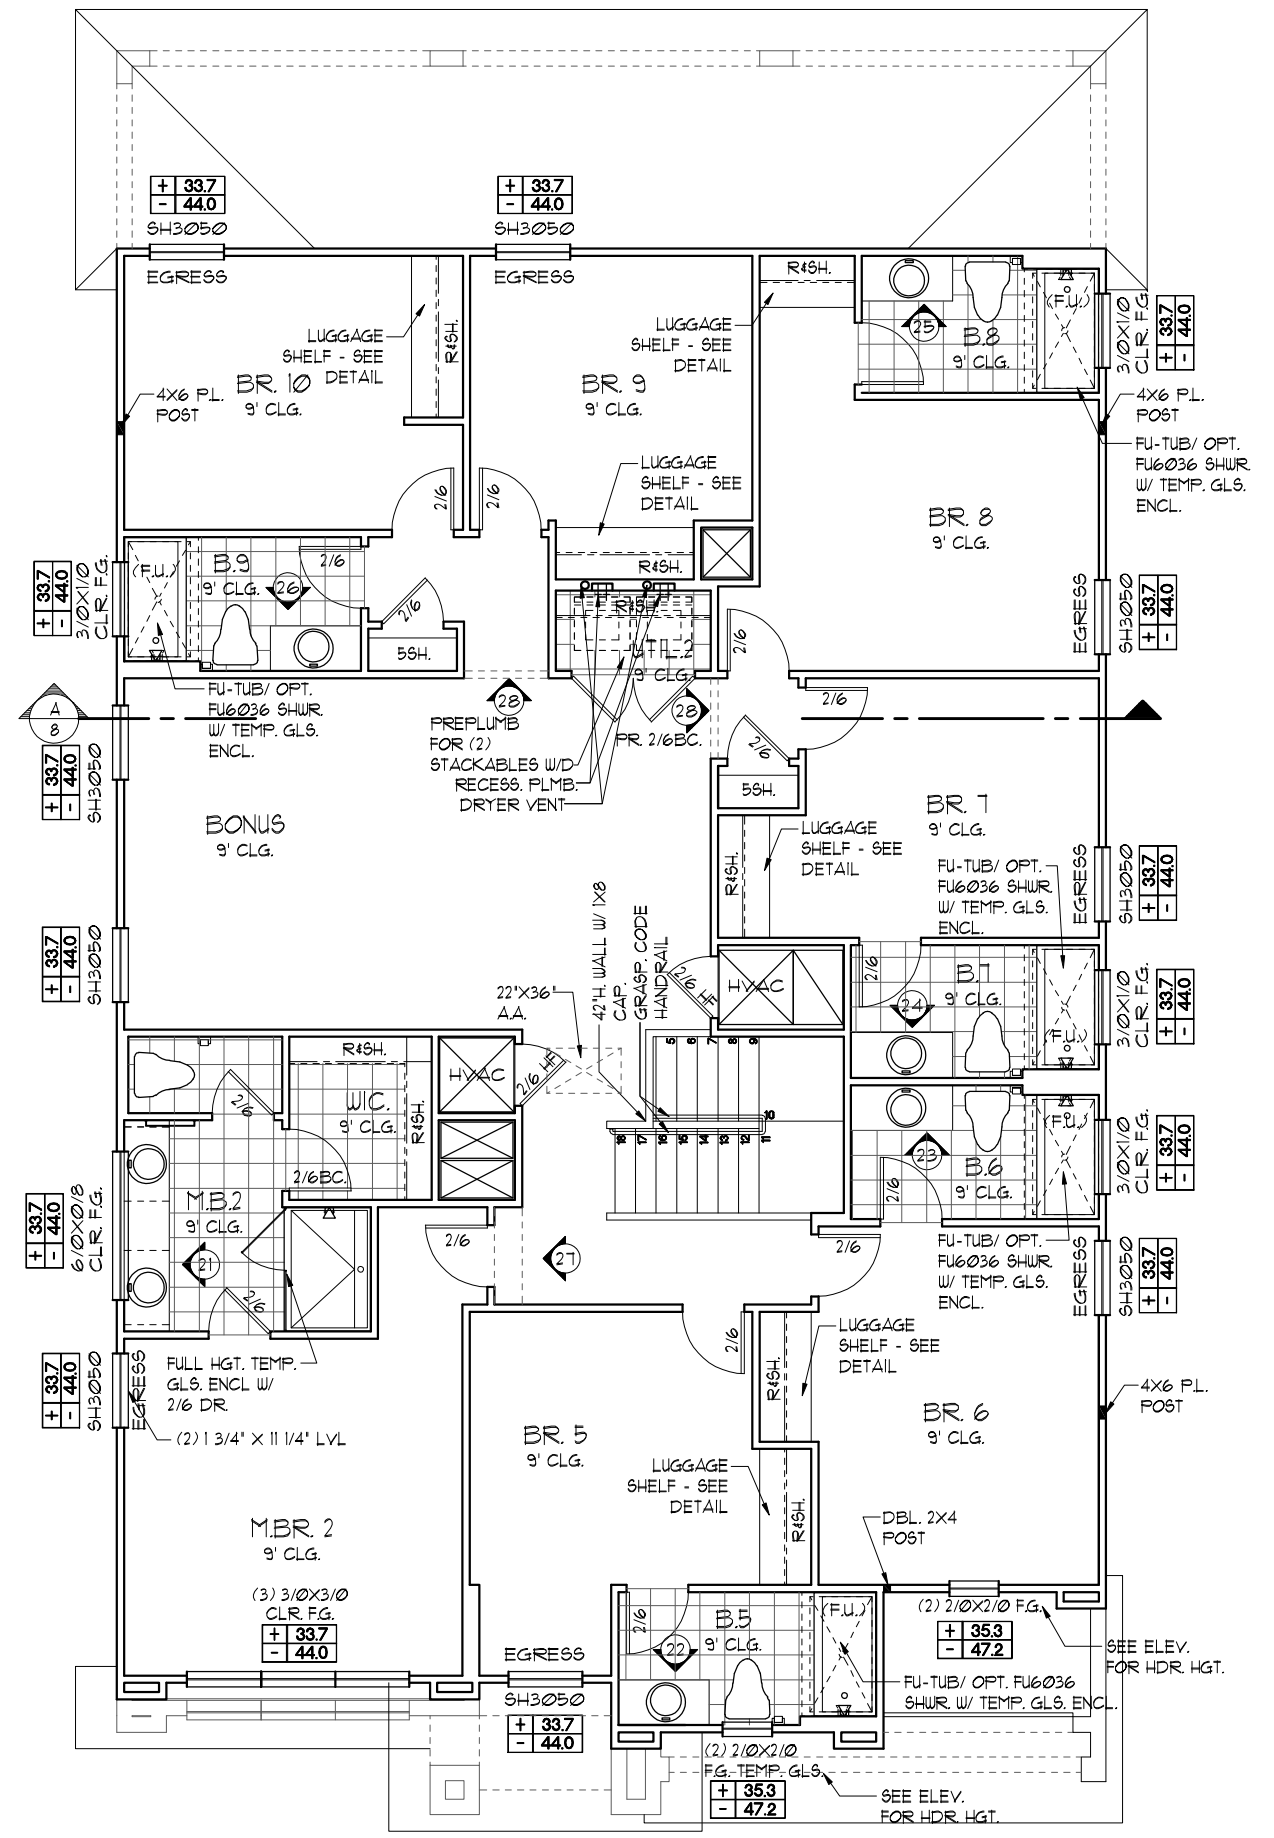 + 33.7
- 44.0
SH3050
EGRESS
+ 33.7
- 44.0
SH3050
EGRESS
LUGGAGE
SHELF - SEE
DETAIL
R&SH.
BR. 10
9' CLG.
4X6 P.L.
POST
2/6
LUGGAGE
SHELF - SEE
DETAIL
BR. 9
9' CLG.
2/6
LUGGAGE
SHELF - SEE
DETAIL
R&SH.
R&SH.
25
B.8
9' CLG.
(F.U.)
3/0X1/0
CLR. F.G.
+ 33.7
- 44.0
4X6 P.L.
POST
FU-TUB/ OPT.
FU6036 SHWR.
W/ TEMP. GLS.
ENCL.
BR. 8
9' CLG.
EGRESS
SH3050
+ 33.7
- 44.0
2/6
+ 33.7
- 44.0
3/0X1/0
CLR. F.G.
(F.U.)
B.9
9' CLG.
26
2/6
2/6
5SH.
FU-TUB/ OPT.
FU6036 SHWR.
W/ TEMP. GLS.
ENCL.
R&SH.
UTIL.2
9' CLG.
28
28
PR. 2/6BC.
PREPLUMB
FOR (2)
STACKABLES W/D
RECESS. PLMB.
DRYER VENT
A
8
+ 33.7
- 44.0
SH3050
BONUS
9' CLG.
+ 33.7
- 44.0
SH3050
2/6
2/6
5SH.
BR. 7
9' CLG.
R&SH.
LUGGAGE
SHELF - SEE
DETAIL
FU-TUB/ OPT.
FU6036 SHWR.
W/ TEMP. GLS.
ENCL.
EGRESS
SH3050
+ 33.7
- 44.0
22"X36"
A.A.
42"H. WALL W/ 1X8
CAP.
GRASP. CODE
HANDRAIL
2/6 HF
HVAC
2/6
24
B.7
9' CLG.
(F.U.)
3/0X1/0
CLR. F.G.
+ 33.7
- 44.0
R&SH.
W.I.C.
9' CLG.
R&SH.
2/6
2/6BC.
HVAC
2/6 HF
5
6
7
8
9
10
11
12
13
14
15
16
17
18
23
B.6
9' CLG.
(F.U.)
2/6
3/0X1/0
CLR. F.G.
+ 33.7
- 44.0
+ 33.7
- 44.0
6/0X0/8
CLR. F.G.
M.B.2
9' CLG.
21
2/6
2/6
27
2/6
FU-TUB/ OPT.
FU6036 SHWR.
W/ TEMP. GLS.
ENCL.
EGRESS
SH3050
+ 33.7
- 44.0
+ 33.7
- 44.0
SH3050
EGRESS
FULL HGT. TEMP.
GLS. ENCL W/
2/6 DR.
(2) 1 3/4" X 11 1/4" LVL
2/6
R&SH.
LUGGAGE
SHELF - SEE
DETAIL
4X6 P.L.
POST
BR. 6
9' CLG.
BR. 5
9' CLG.
LUGGAGE
SHELF - SEE
DETAIL
R&SH.
DBL. 2X4
POST
M.BR. 2
9' CLG.
(3) 3/0X3/0
CLR. F.G.
+ 33.7
- 44.0
EGRESS
SH3050
+ 33.7
- 44.0
2/6
22
B.5
9' CLG.
(F.U.)
(2) 2/0X2/0 F.G.
+ 35.3
- 47.2
SEE ELEV.
FOR HDR. HGT.
FU-TUB/ OPT. FU6036
SHWR. W/ TEMP. GLS. ENCL.
(2) 2/0X2/0
F.G. TEMP. GLS.
+ 35.3
- 47.2
SEE ELEV.
FOR HDR. HGT.